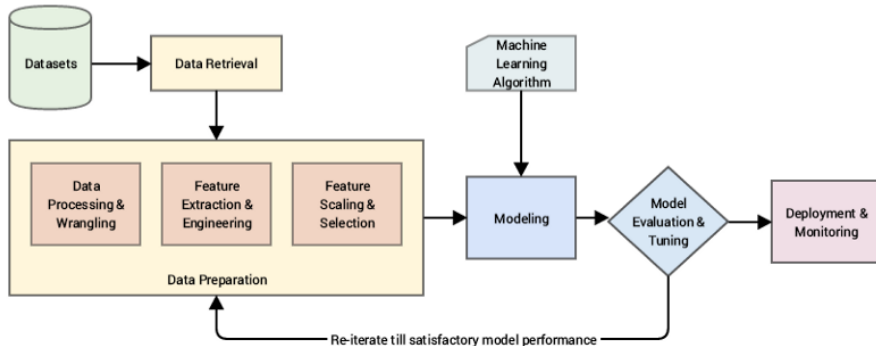 Datasets
Data Retrieval
Machine
Learning
Algorithm
Data
Processing &
Wrangling
Feature
Extraction &
Engineering
Feature
Scaling &
Selection
Data Preparation
Modeling
Model
Evaluation &
Tuning
Deployment &
Monitoring
Re-iterate till satisfactory model performance